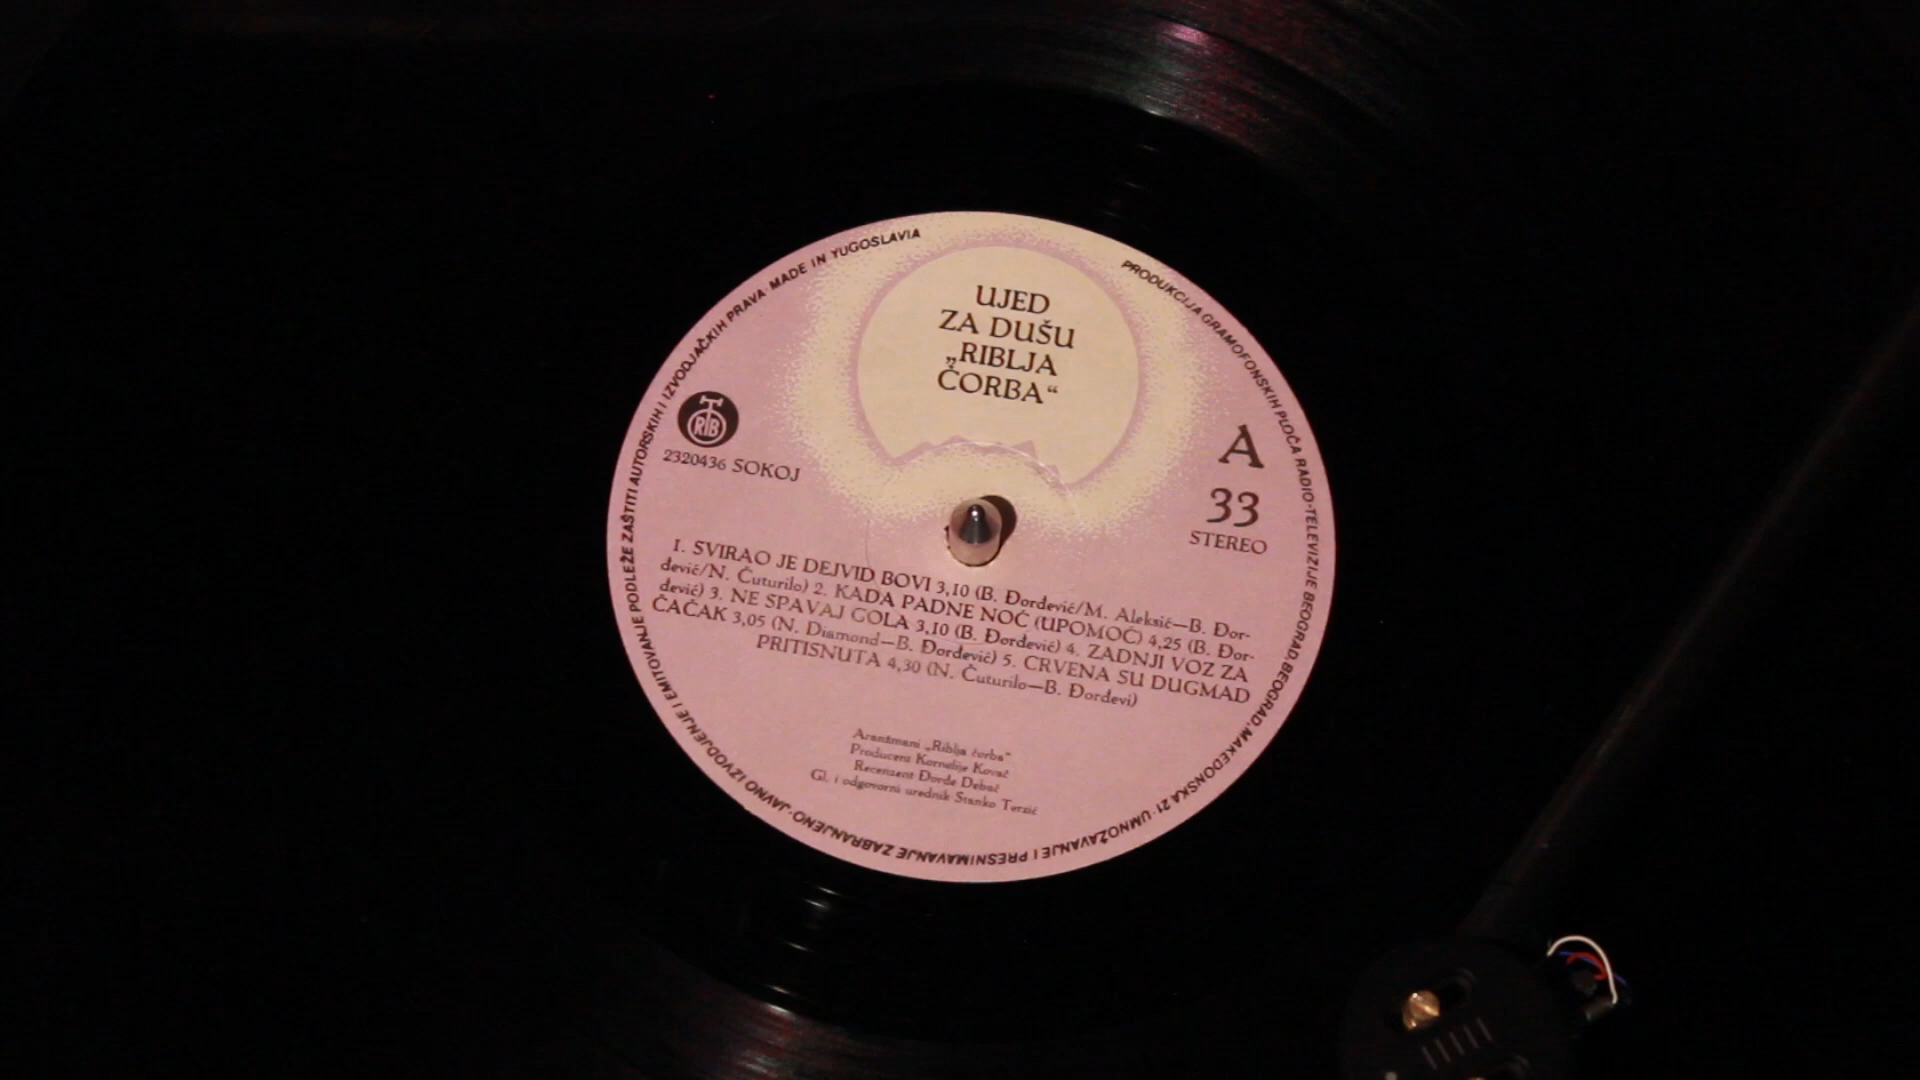 UJED
ZA DUŠU
„RIBLJA
ČORBA“
RTB
2320436 SOKOJ
A
33
STEREO
1. SVIRAO JE DEJVID BOVI 3,10 (B. Đorđević/M. Aleksić—B. Đor-
đević/N. Čuturilo) 2. KADA PADNE NOĆ (UPOMOĆ) 4,25 (B. Đor-
đević) 3. NE SPAVAJ GOLA 3,10 (B. Đorđević) 4. ZADNJI VOZ ZA
ČAČAK 3,05 (N. Diamond—B. Đorđević) 5. CRVENA SU DUGMAD
PRITISNUTA 4,30 (N. Čuturilo—B. Đorđevi)
Aranžmani „Riblja čorba“
Producent Kornelije Kovač
Recenzent Đorđe Debač
Gl. i odgovorni urednik Stanko Terzić
PRODUKCIJA GRAMOFONSKIH PLOČA RADIO-TELEVIZIJE BEOGRAD, BEOGRAD, MAKEDONSKA 21 · UMNOŽAVANJE I PRESNIMAVANJE ZABRANJENO · JAVNO IZVODJENJE I EMITOVANJE PODLEŽE ZAŠTITI AUTORSKIH I IZVODJAČKIH PRAVA · MADE IN YUGOSLAVIA